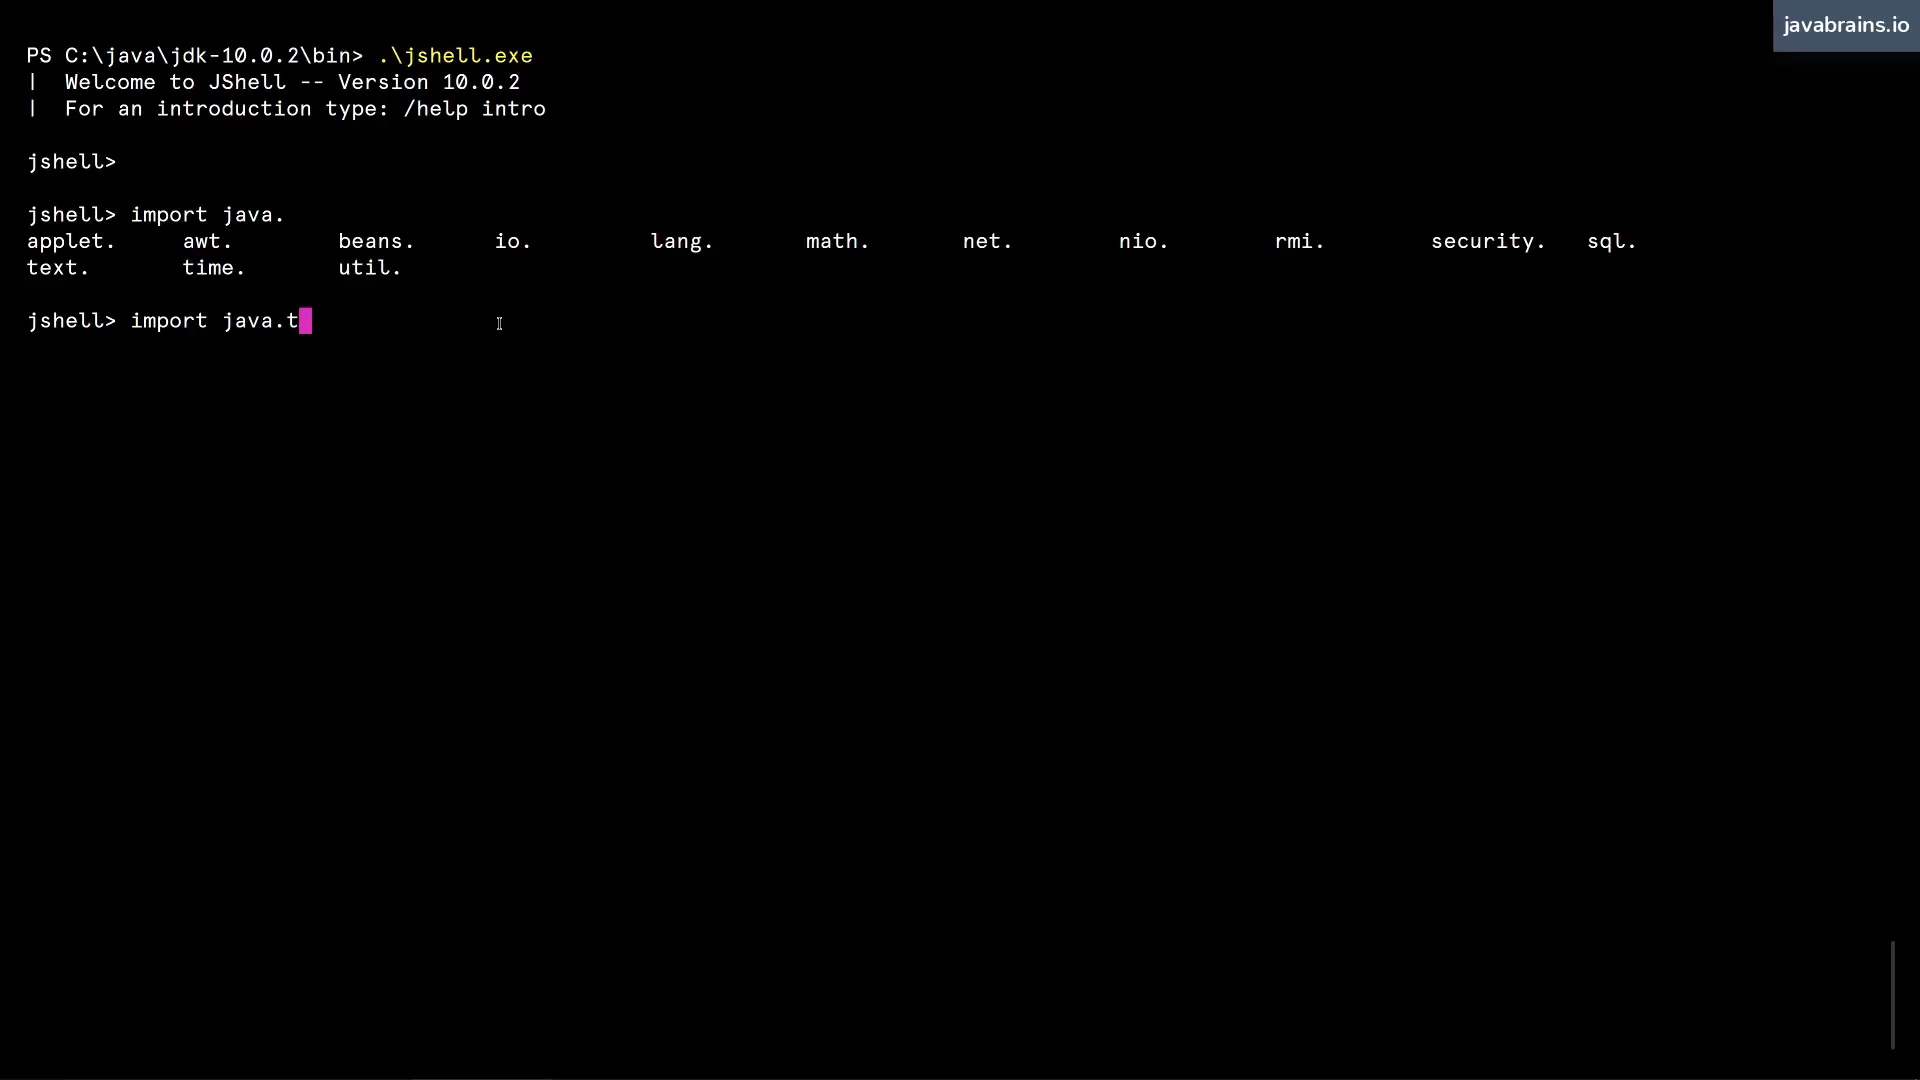 javabrains.io
PS C:\java\jdk-10.0.2\bin> .\jshell.exe
|  Welcome to JShell -- Version 10.0.2
|  For an introduction type: /help intro
jshell>
jshell> import java.
applet.     awt.        beans.      io.         lang.       math.       net.        nio.        rmi.        security.   sql.
text.       time.       util.
jshell> import java.t